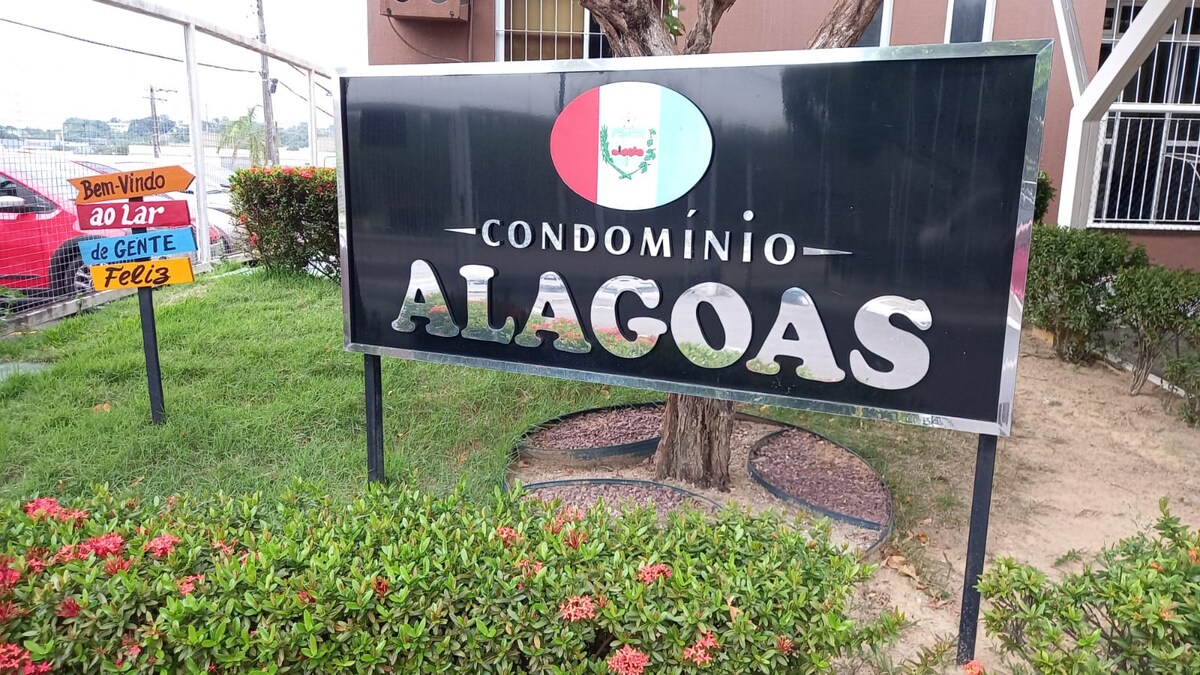 Bem-Vindo
ao Lar
de GENTE
Feliz
CONDOMÍNIO
ALAGOAS